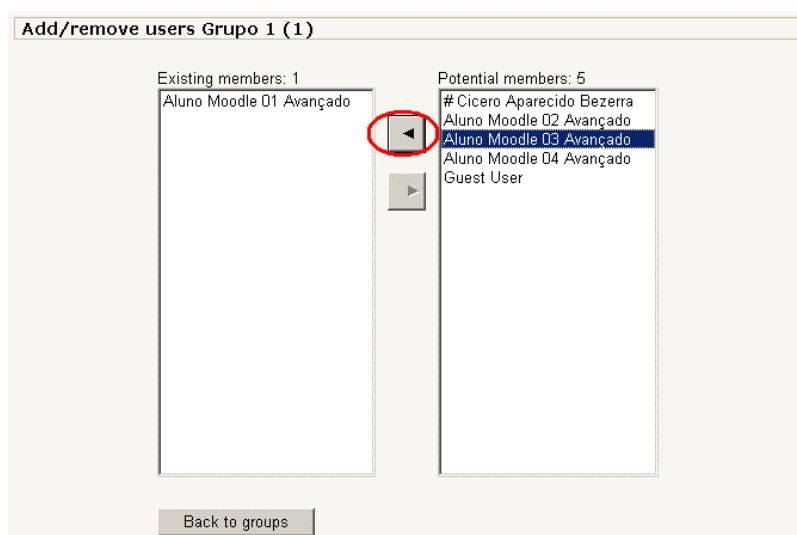 Add/remove users Grupo 1 (1)
Existing members: 1
Aluno Moodle 01 Avançado
Potential members: 5
# Cicero Aparecido Bezerra
Aluno Moodle 02 Avançado
Aluno Moodle 03 Avançado
Aluno Moodle 04 Avançado
Guest User
Back to groups